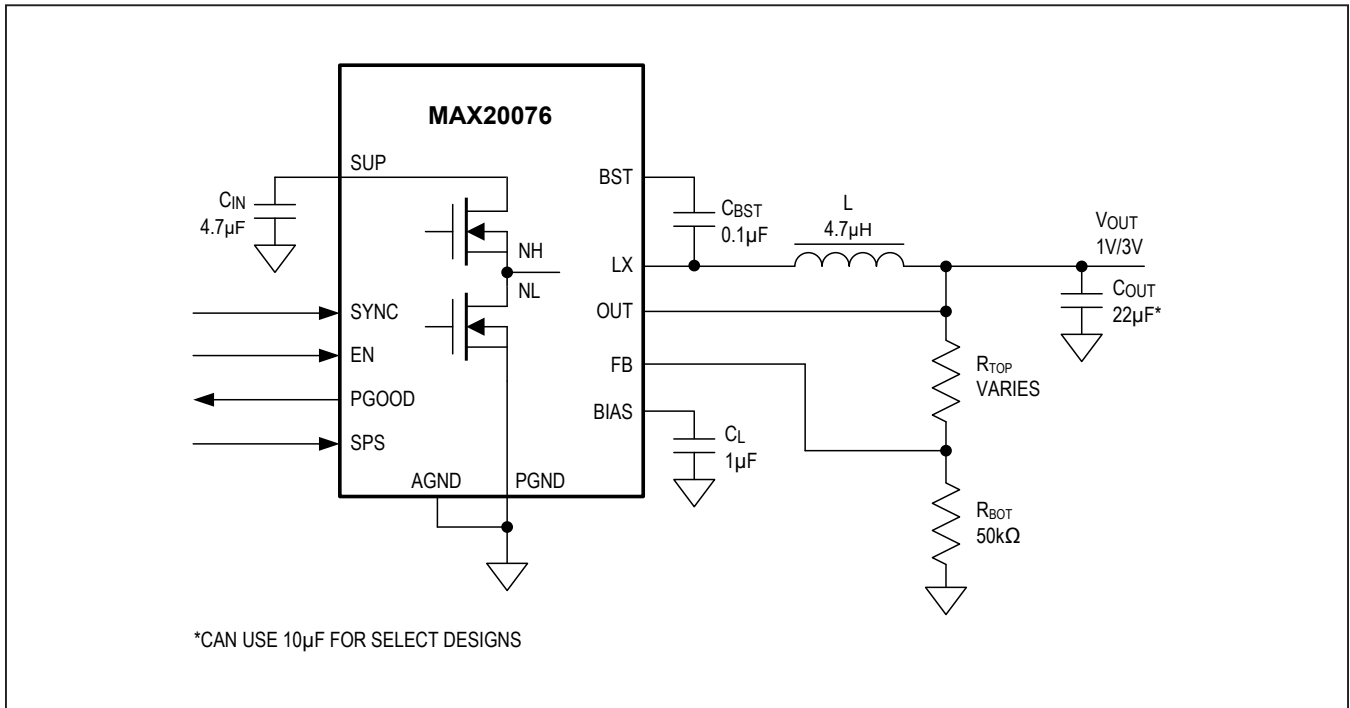 MAX20076
SUP
CIN
4.7µF
NH
NL
SYNC
EN
PGOOD
SPS
AGND
PGND
BST
LX
OUT
FB
BIAS
CBST
0.1µF
L
4.7µH
VOUT
1V/3V
COUT
22µF*
RTOP
VARIES
CL
1µF
RBOT
50kΩ
*CAN USE 10µF FOR SELECT DESIGNS